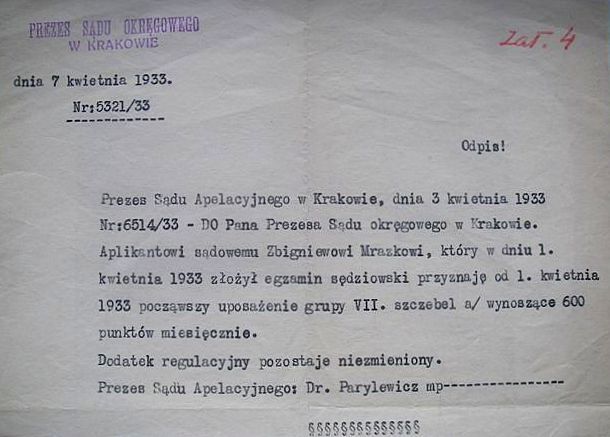 PREZES SĄDU OKRĘGOWEGO
W KRAKOWIE
Zał. 4
dnia 7 kwietnia 1933.
Nr:5321/33
Odpis!
Prezes Sądu Apelacyjnego w Krakowie, dnia 3 kwietnia 1933
Nr:6514/33 - DO Pana Prezesa Sądu okręgowego w Krakowie.
Aplikantowi sądowemu Zbigniewowi Mrazkowi, który w dniu 1.
kwietnia 1933 złożył egzamin sędziowski przyznaję od 1. kwietnia
1933 począwszy uposażenie grupy VII. szczebel a/ wynoszące 600
punktów miesięcznie.
Dodatek regulacyjny pozostaje niezmieniony.
Prezes Sądu Apelacyjnego: Dr. Parylewicz mp---------------
§§§§§§§§§§§§§§